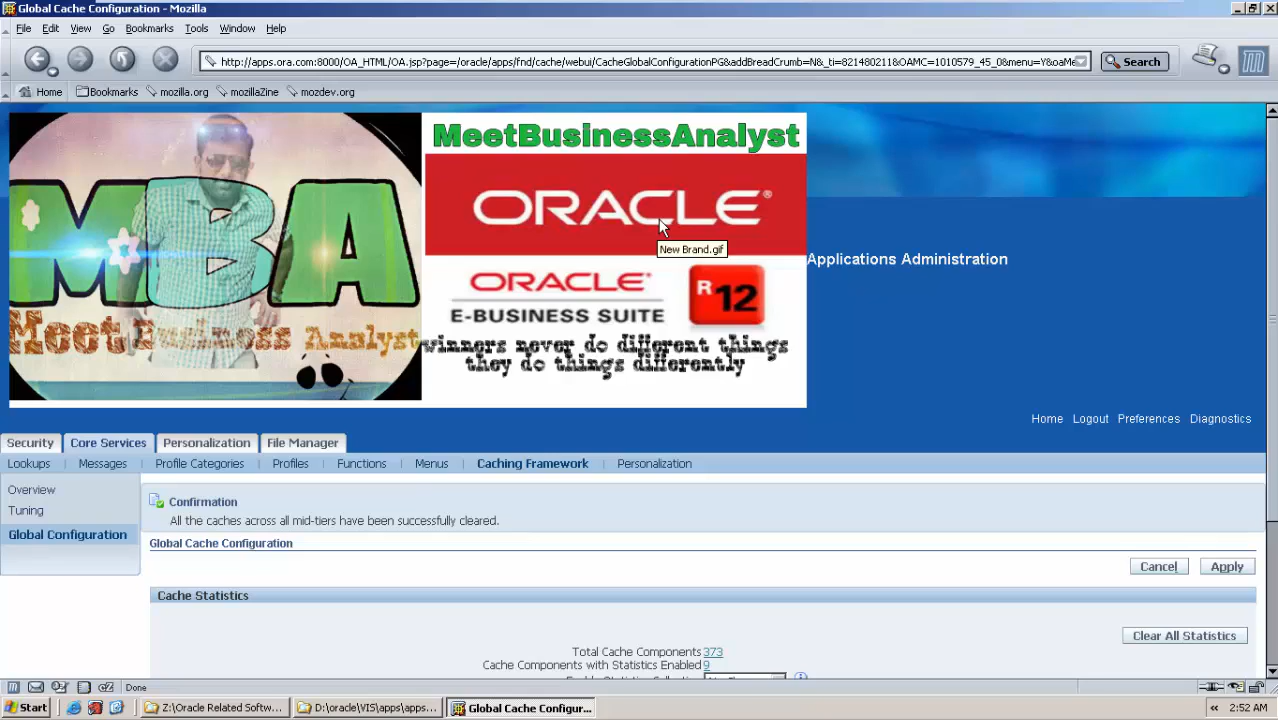 Global Cache Configuration - Mozilla
File Edit View Go Bookmarks Tools Window Help
http://apps.ora.com:8000/OA_HTML/OA.jsp?page=/oracle/apps/fnd/cache/webui/CacheGlobalConfigurationPG&addBreadCrumb=N&_ti=821480211&OAMC=1010579_45_0&menu=Y&oaMe
Search
Home Bookmarks mozilla.org mozillaZine mozdev.org
MBA
Meet Business Analyst
MeetBusinessAnalyst
ORACLE®
New Brand.gif
ORACLE®
E-BUSINESS SUITE
R12
winners never do different things
they do things differently
Applications Administration
Home Logout Preferences Diagnostics
Security Core Services Personalization File Manager
Lookups Messages Profile Categories Profiles Functions Menus Caching Framework Personalization
Overview
Tuning
Global Configuration
Confirmation
All the caches across all mid-tiers have been successfully cleared.
Global Cache Configuration
Cancel Apply
Cache Statistics
Clear All Statistics
Total Cache Components 373
Cache Components with Statistics Enabled 9
Done
Start Z:\Oracle Related Softw... D:\oracle\VIS\apps\apps... Global Cache Configur... « 2:52 AM